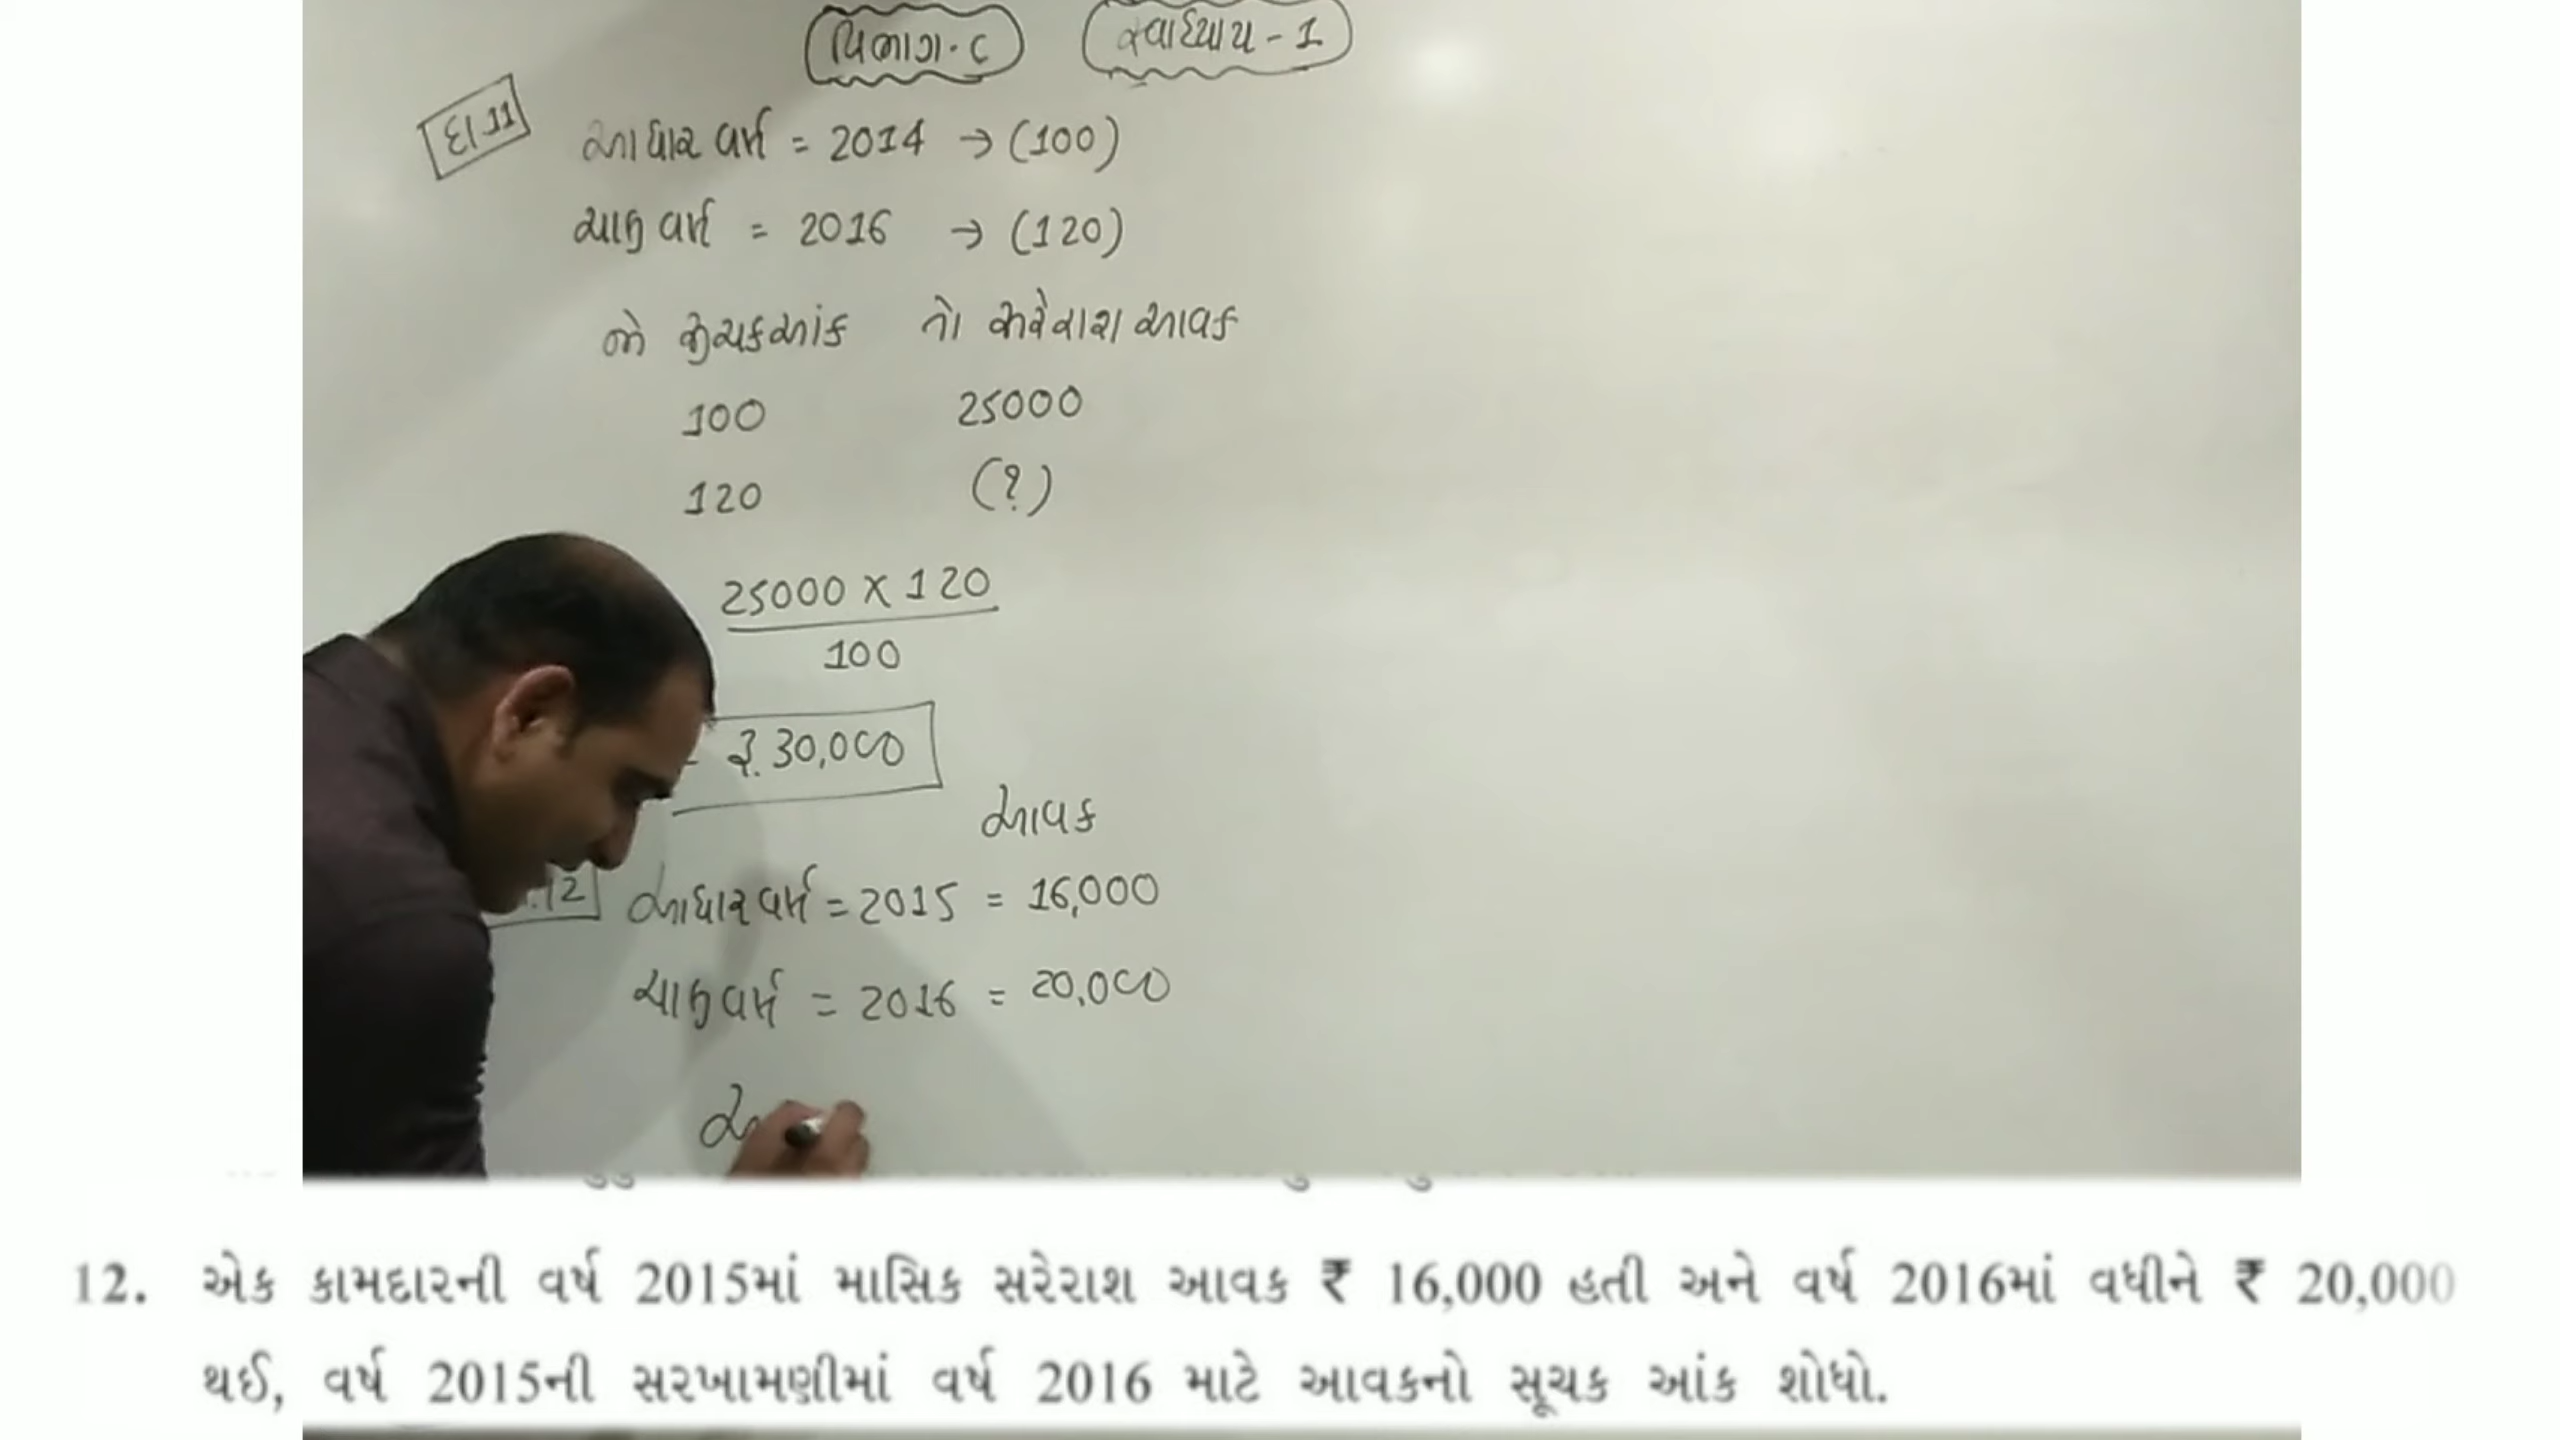 વિભાગ-C સ્વાધ્યાય-1
દા.11
આધાર વર્ષ = 2014 → (100)
ચાલુ વર્ષ = 2016 → (120)
જો સૂચકઆંક તો સરેરાશ આવક
100 25000
120 (?)
25000 x 120
100
રૂ. 30,000
આવક
.12 આધાર વર્ષ = 2015 = 16,000
ચાલુ વર્ષ = 2016 = 20,000
12. એક કામદારની વર્ષ 2015માં માસિક સરેરાશ આવક ₹ 16,000 હતી અને વર્ષ 2016માં વધીને ₹ 20,000
થઈ, વર્ષ 2015ની સરખામણીમાં વર્ષ 2016 માટે આવકનો સૂચક આંક શોધો.